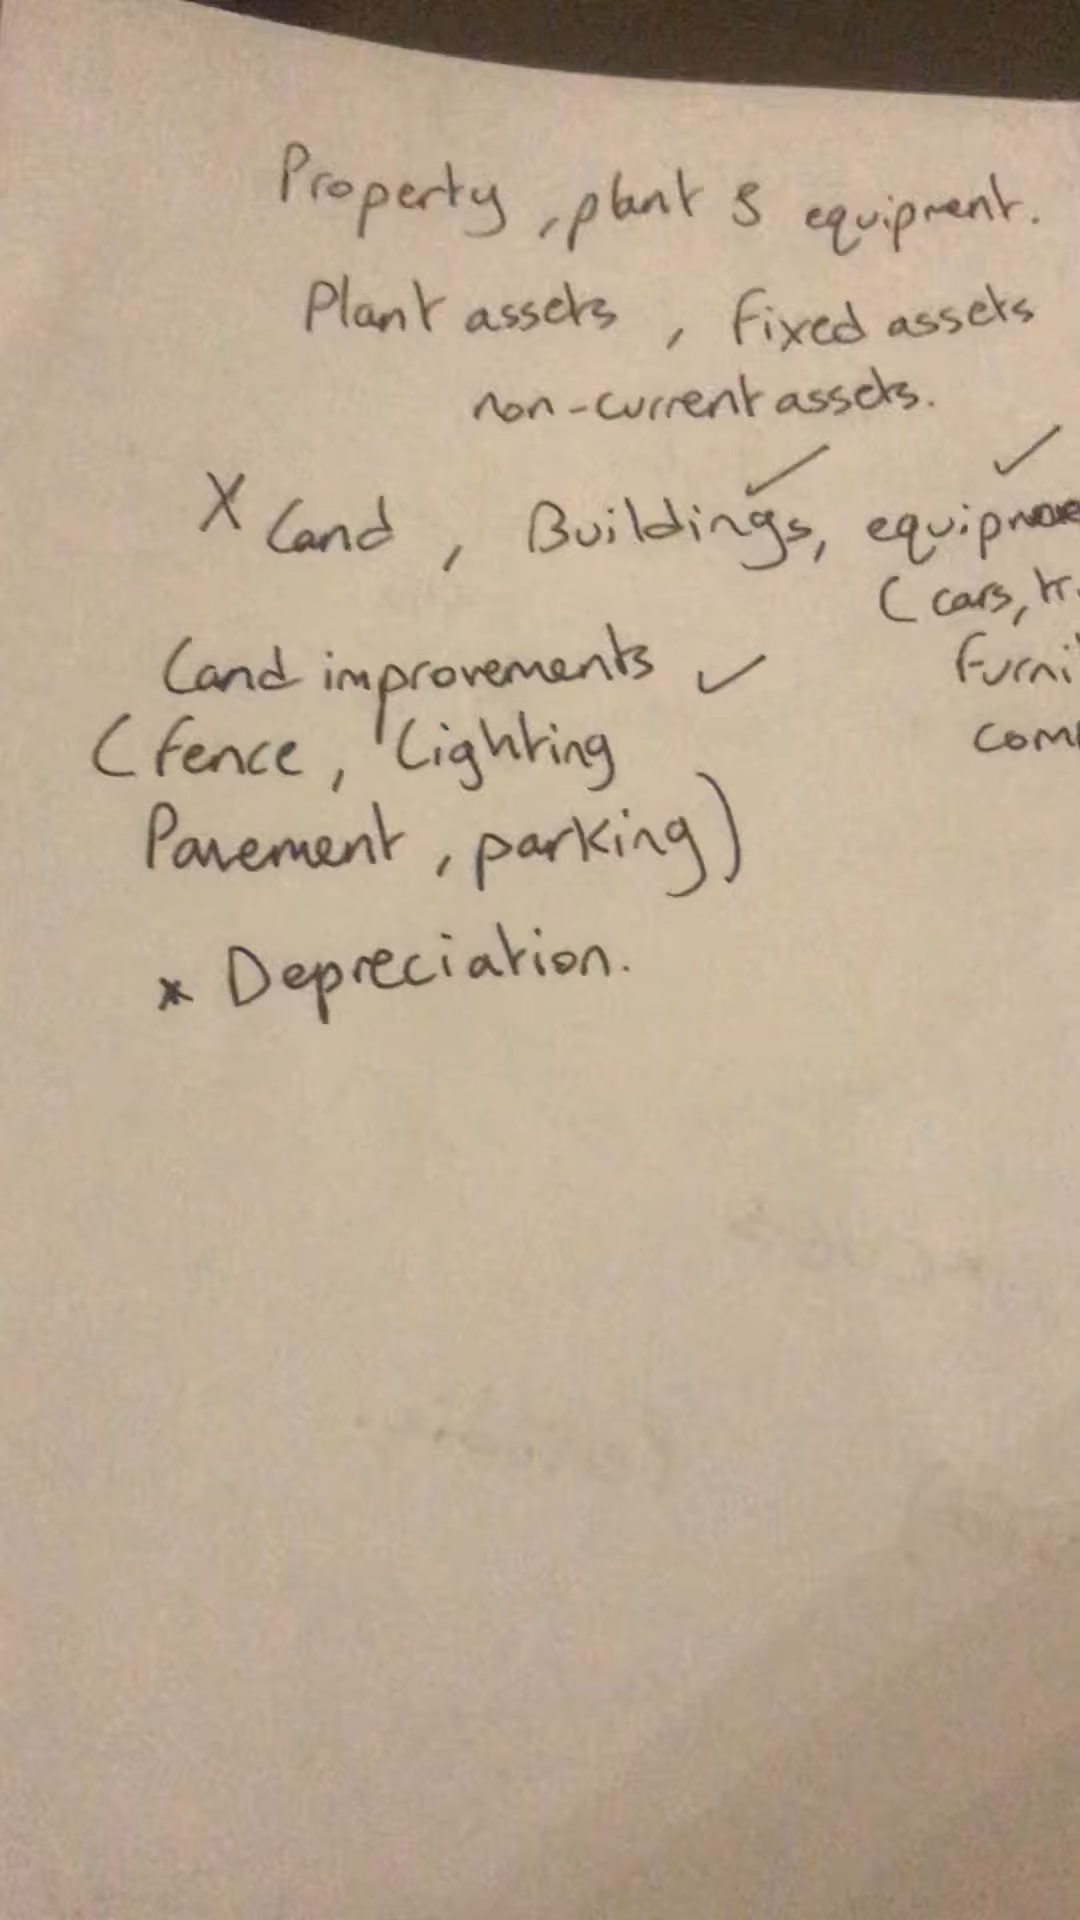 Property, plant & equipment.
Plant assets, fixed assets
non-current assets.
X Land, Buildings ✓, ✓
(cars,
Land improvements ✓
(fence, Lighting
Pavement, parking)
* Depreciation.